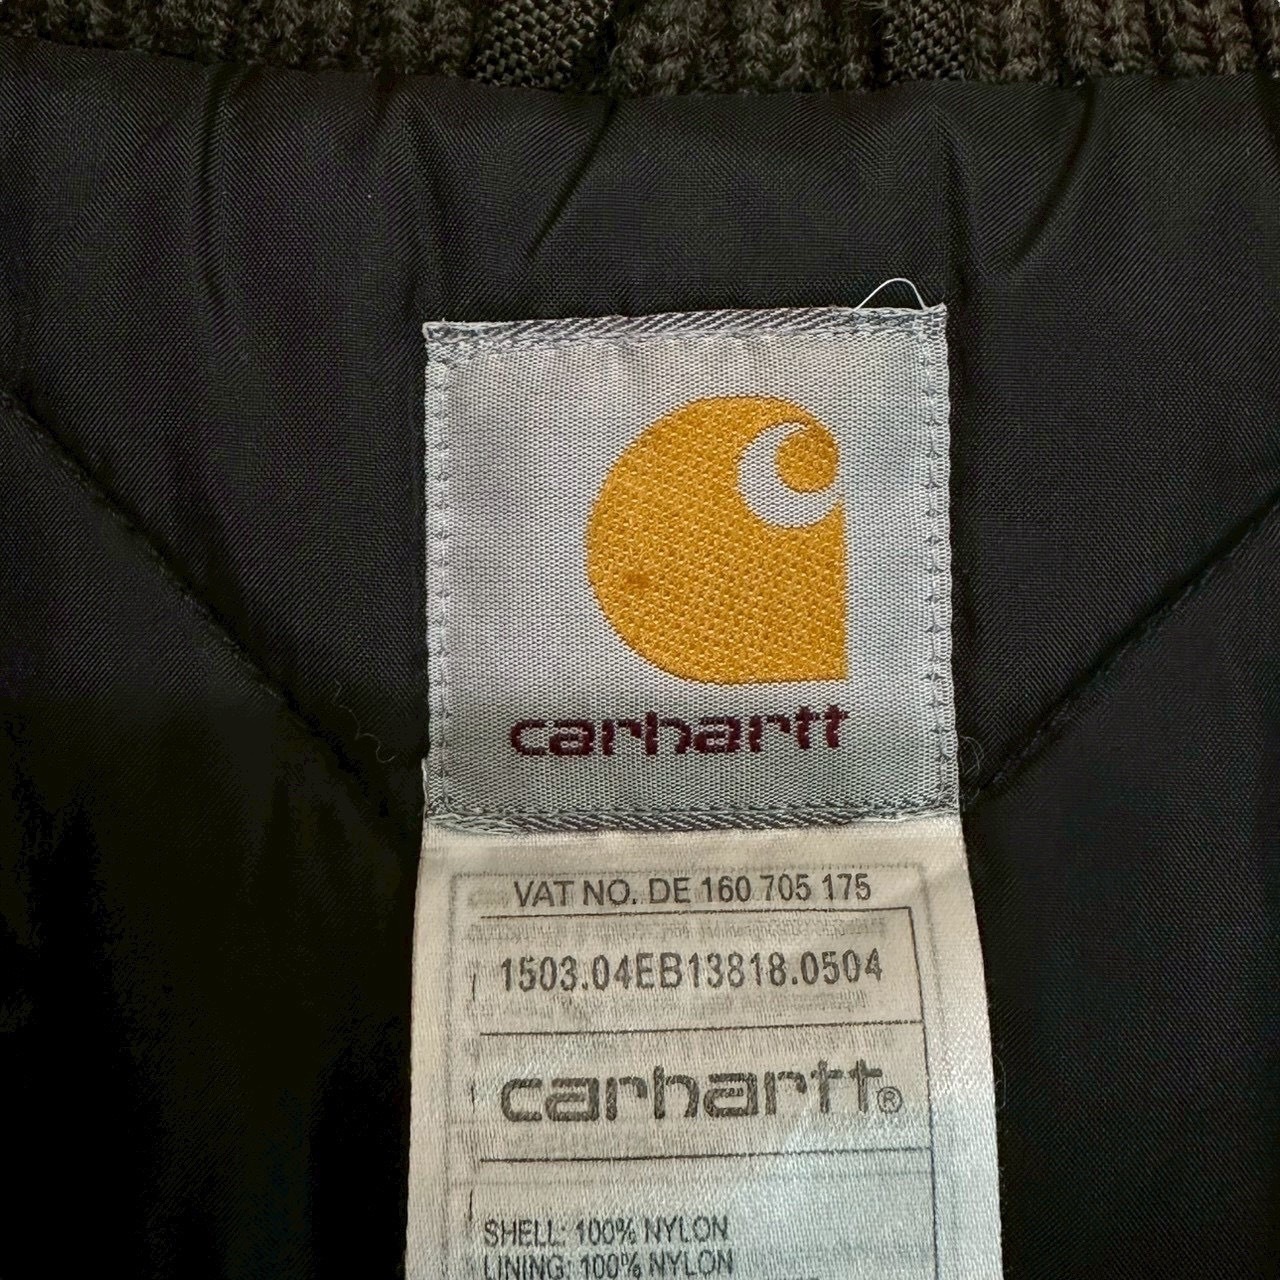 carhartt
VAT NO. DE 160 705 175
1503.04EB13818.0504
carhartt®
SHELL: 100% NYLON
LINING: 100% NYLON